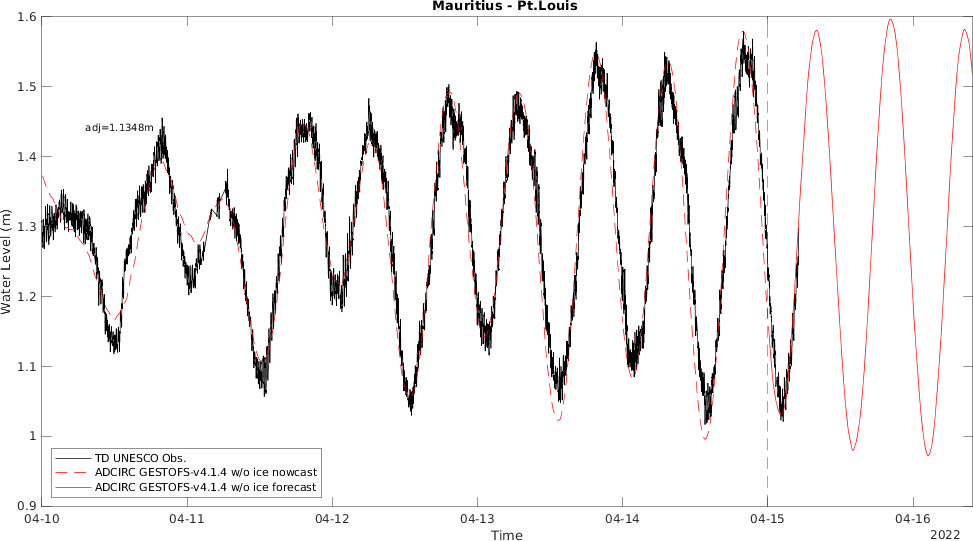 Mauritius - Pt.Louis
1.6
1.5
1.4
1.3
1.2
1.1
1
0.9
Water Level (m)
adj=1.1348m
TD UNESCO Obs.
ADCIRC GESTOFS-v4.1.4 w/o ice nowcast
ADCIRC GESTOFS-v4.1.4 w/o ice forecast
04-10 04-11 04-12 04-13 04-14 04-15 04-16
Time
2022